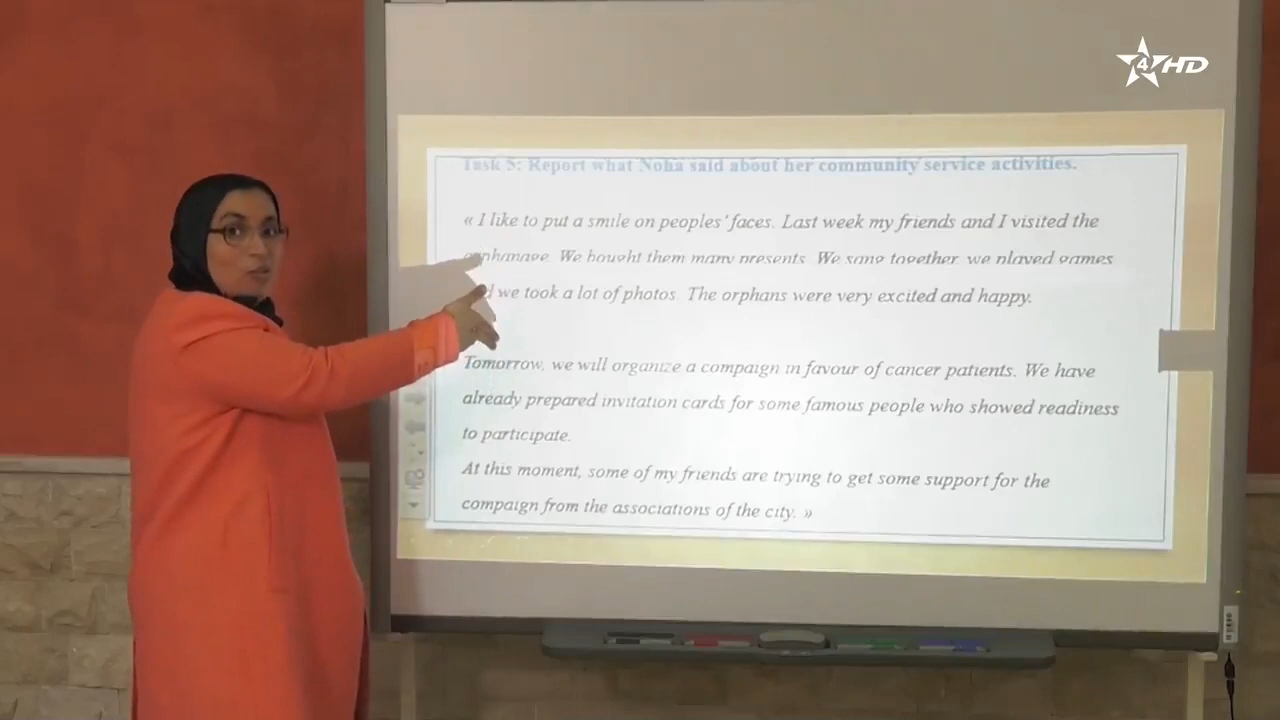 4HD
Task 5: Report what Noha said about her community service activities.
« I like to put a smile on peoples' faces. Last week my friends and I visited the
orphanage. We bought them many presents. We sang together, we played games
we took a lot of photos. The orphans were very excited and happy.
Tomorrow, we will organize a compaign in favour of cancer patients. We have
already prepared invitation cards for some famous people who showed readiness
to participate.
At this moment, some of my friends are trying to get some support for the
compaign from the associations of the city. »